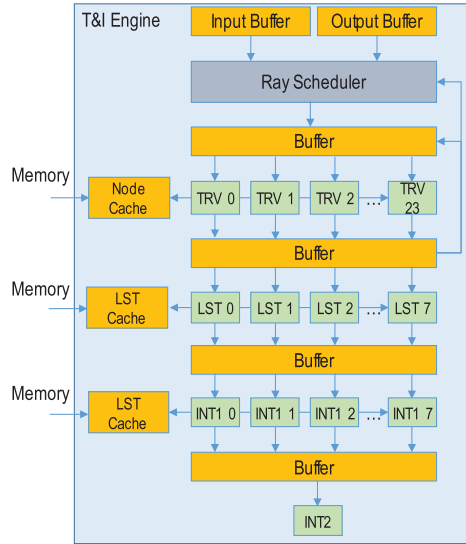 T&I Engine
Input Buffer
Output Buffer
Ray Scheduler
Buffer
Memory
Node
Cache
TRV 0
TRV 1
TRV 2
...
TRV
23
Buffer
Memory
LST
Cache
LST 0
LST 1
LST 2
...
LST 7
Buffer
Memory
LST
Cache
INT1 0
INT1 1
INT1 2
...
INT1 7
Buffer
INT2